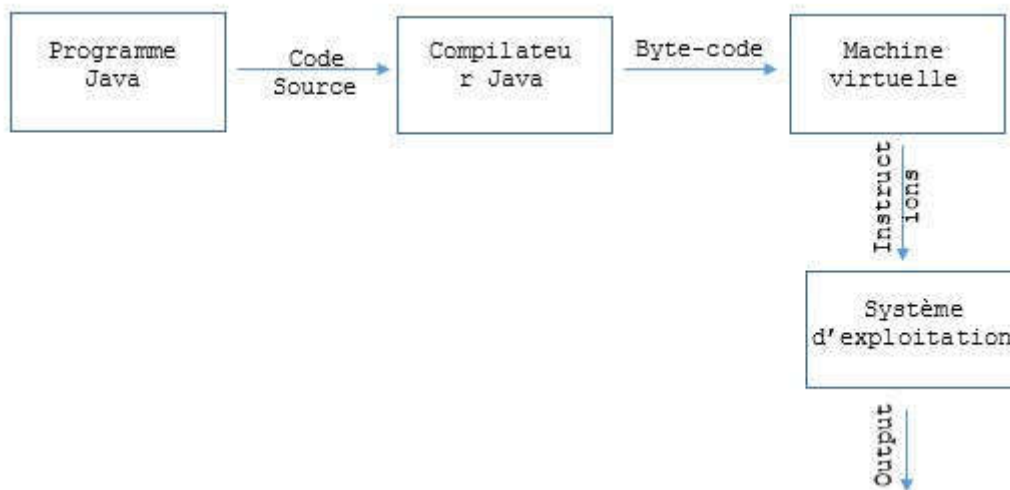 Programme
Java
Code
Source
Compilateu
r Java
Byte-code
Machine
virtuelle
Instruct
ions
Système
d'exploitation
Output